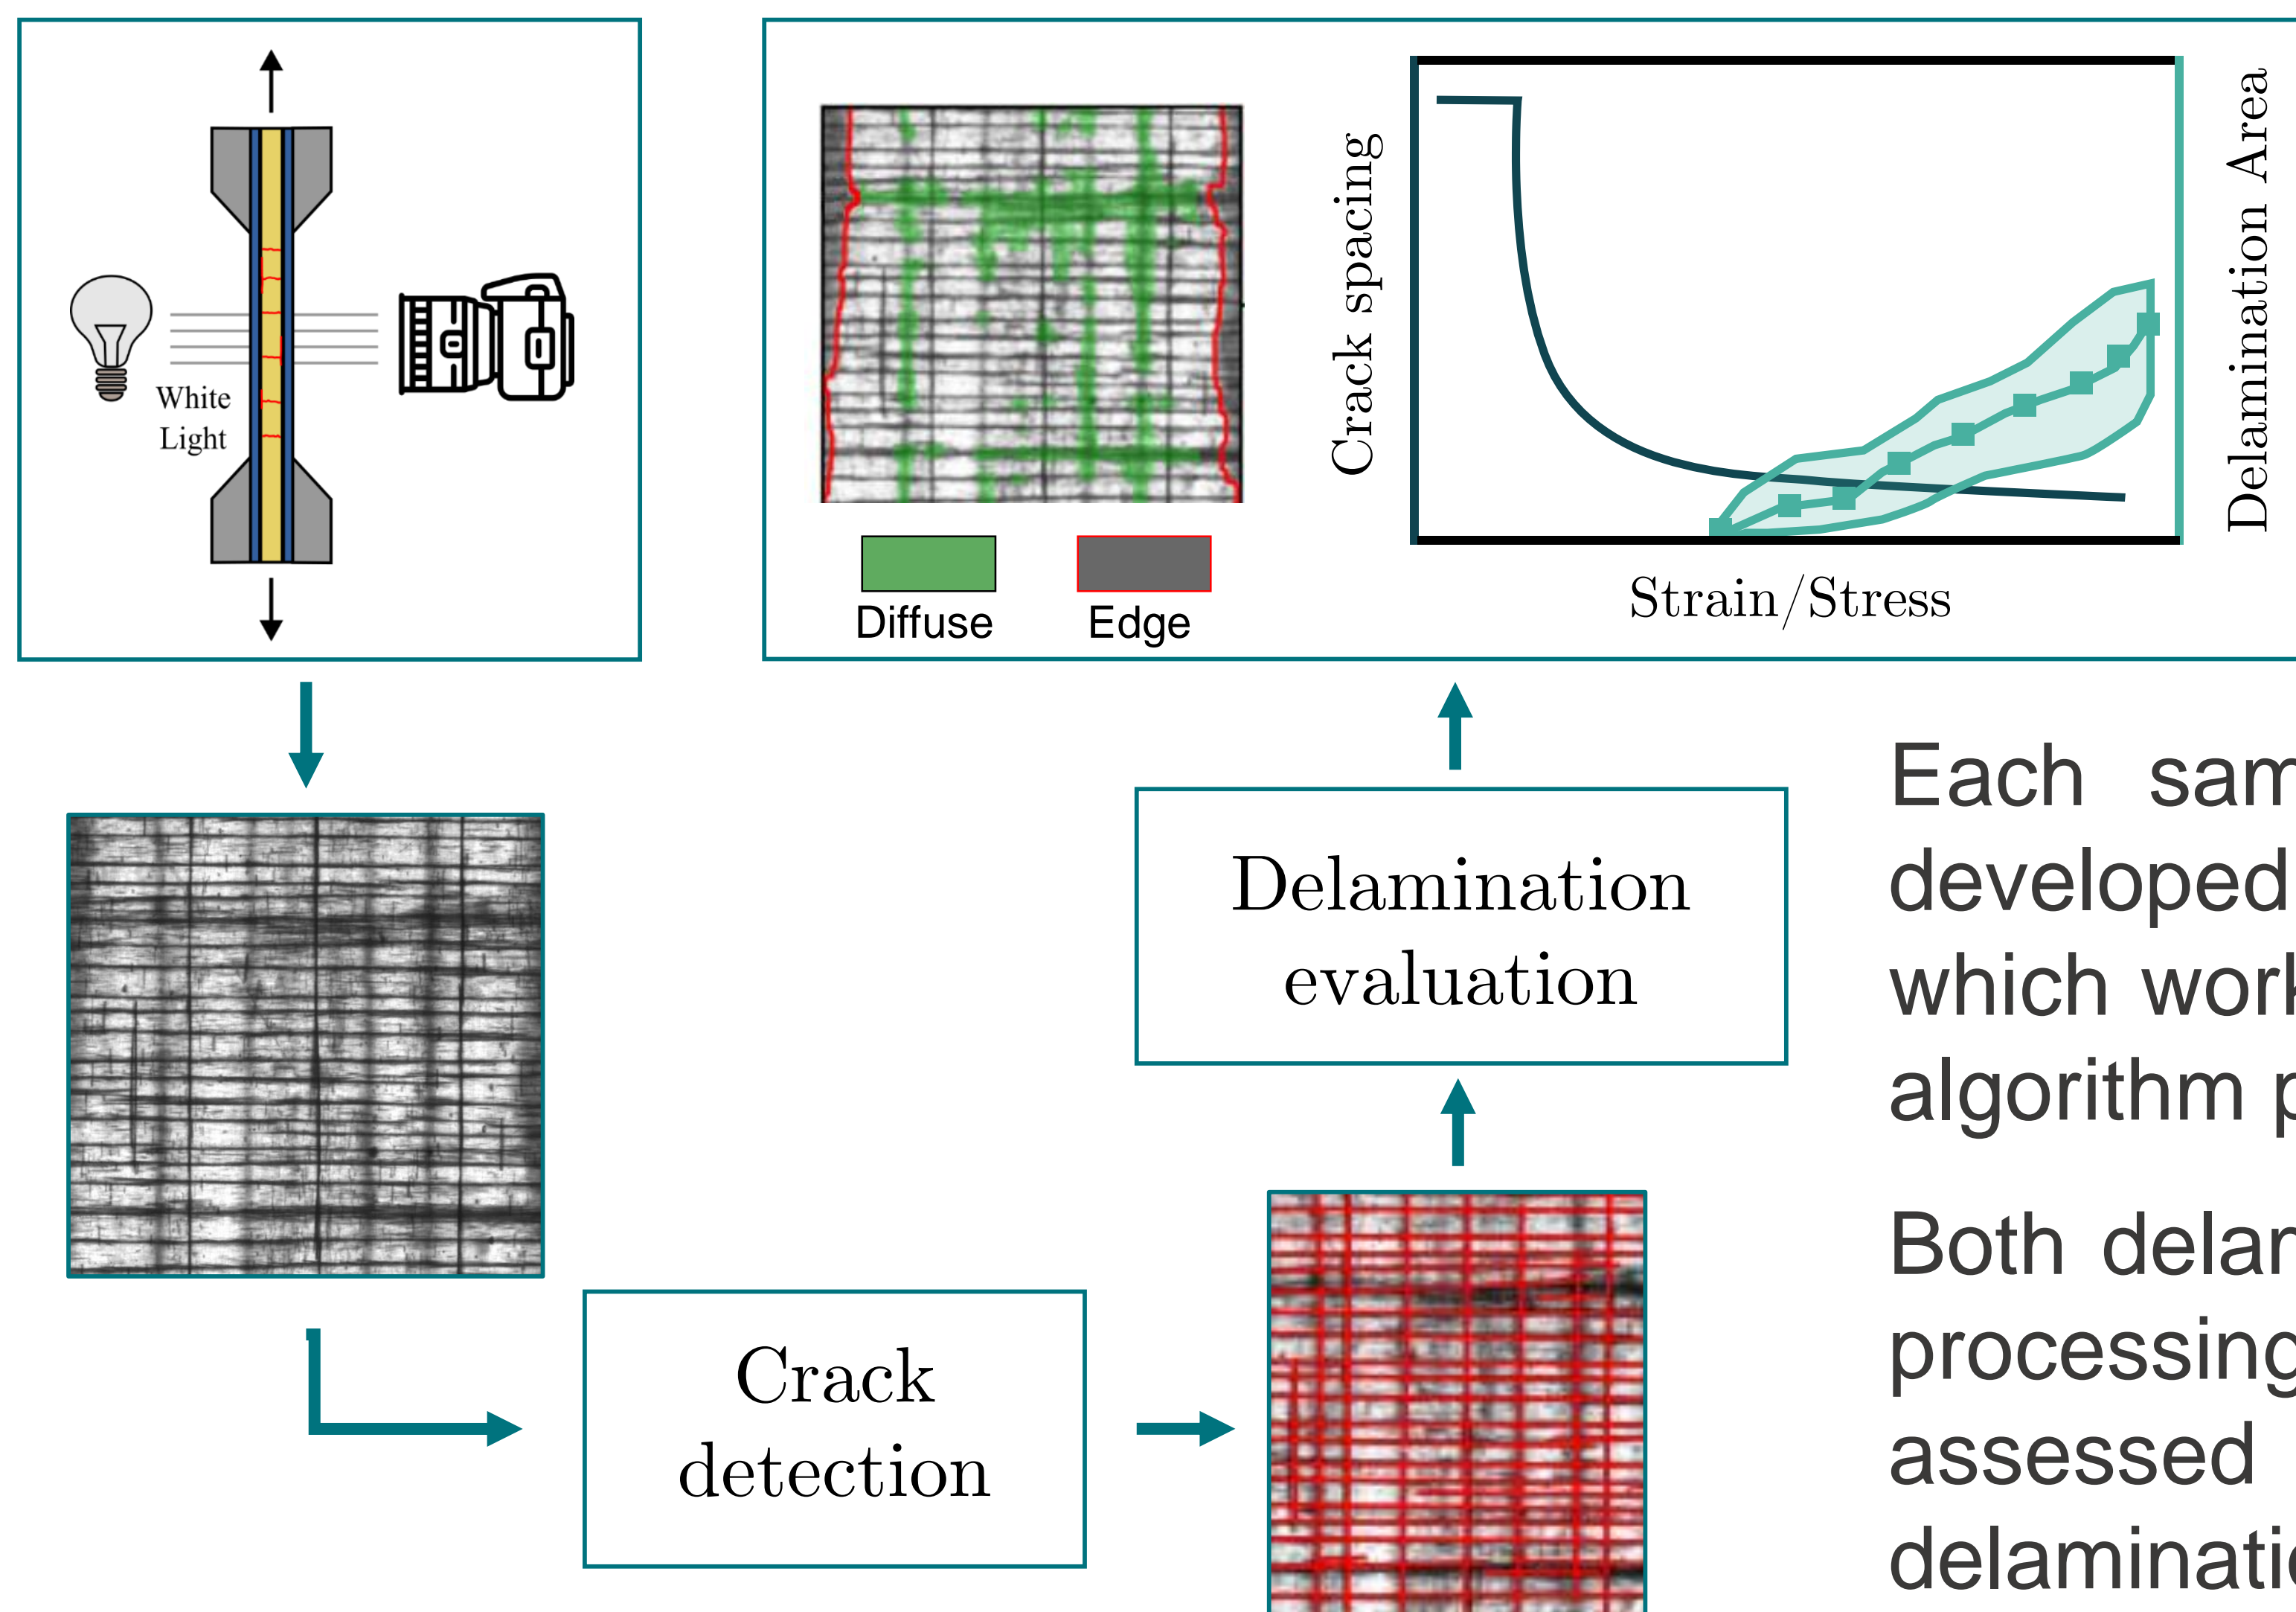 White
Light
Crack spacing
Delamination Area
Strain/Stress
Diffuse
Edge
Delamination
evaluation
Crack
detection
Each
developed
which
algorithm
Both
processing
assessed